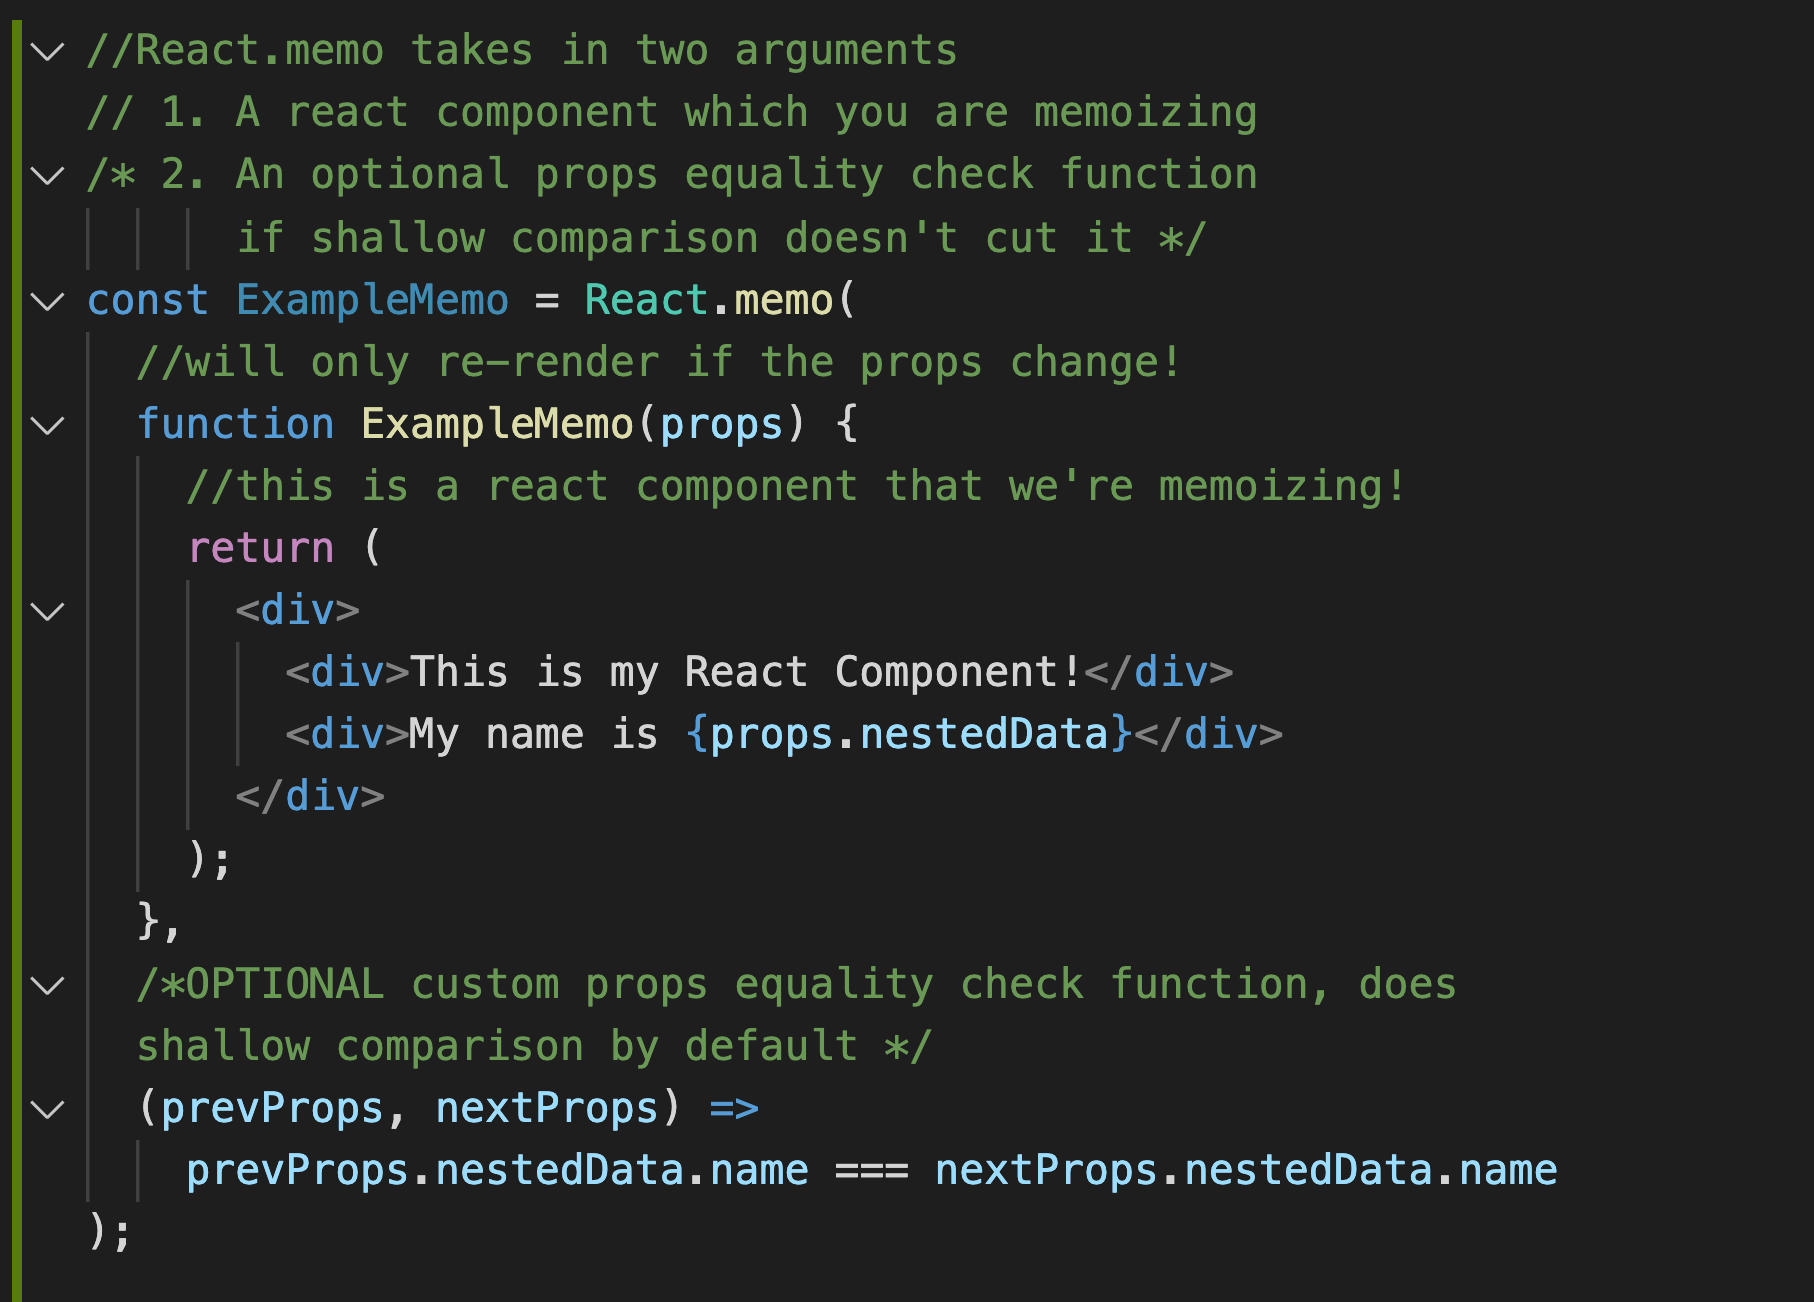 //React.memo takes in two arguments
// 1. A react component which you are memoizing
/* 2. An optional props equality check function
      if shallow comparison doesn't cut it */
const ExampleMemo = React.memo(
  //will only re-render if the props change!
  function ExampleMemo(props) {
    //this is a react component that we're memoizing!
    return (
      <div>
        <div>This is my React Component!</div>
        <div>My name is {props.nestedData}</div>
      </div>
    );
  },
  /*OPTIONAL custom props equality check function, does
  shallow comparison by default */
  (prevProps, nextProps) =>
    prevProps.nestedData.name === nextProps.nestedData.name
);